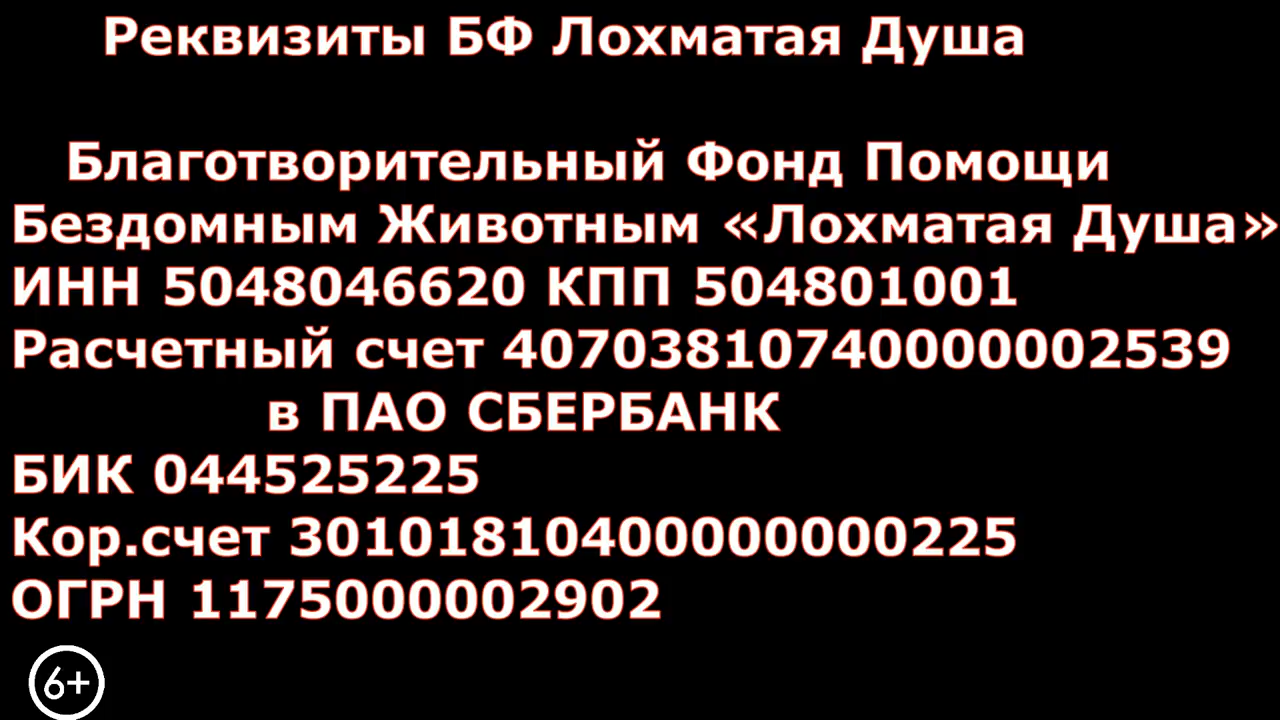 Реквизиты БФ Лохматая Душа
Благотворительный Фонд Помощи
Бездомным Животным «Лохматая Душа»
ИНН 5048046620 КПП 504801001
Расчетный счет 40703810740000002539
в ПАО СБЕРБАНК
БИК 044525225
Кор.счет 30101810400000000225
ОГРН 1175000002902
6+